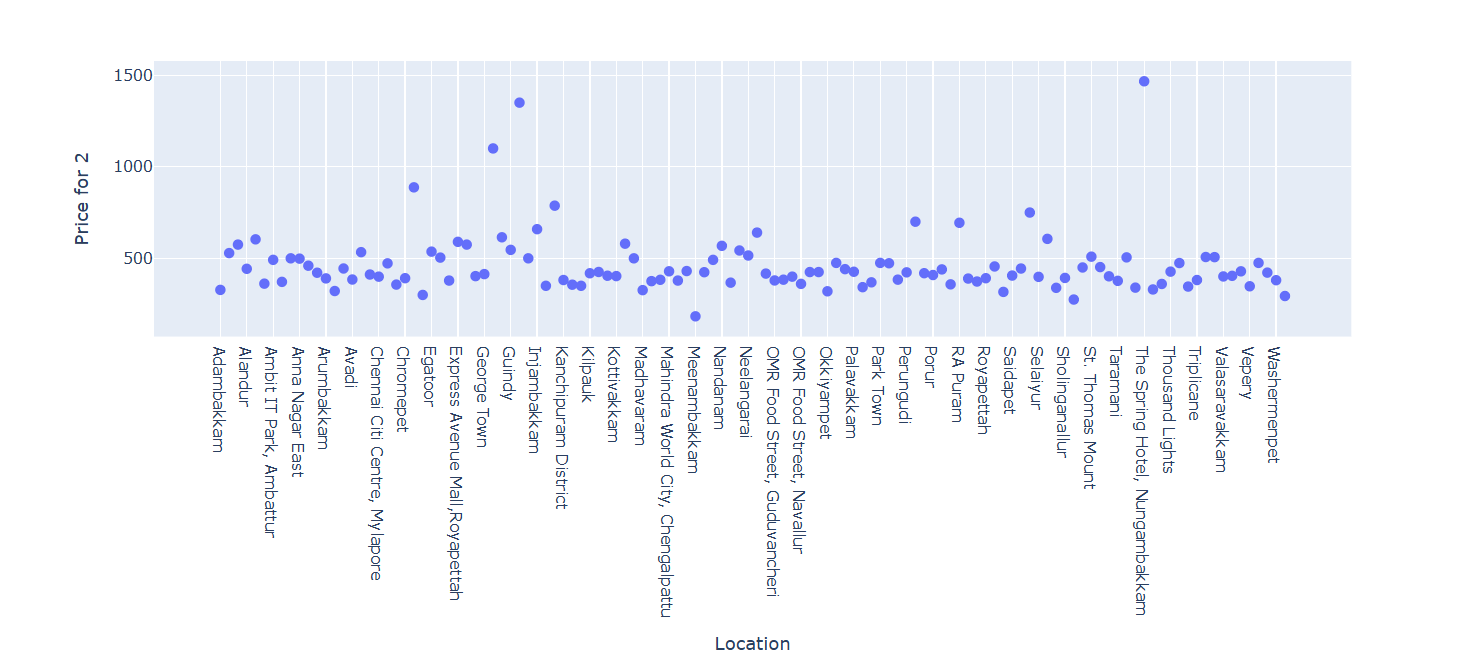 1500
1000
500
Price for 2
Adambakkam
Alandur
Ambit IT Park, Ambattur
Anna Nagar East
Arumbakkam
Avadi
Chennai Citi Centre, Mylapore
Chromepet
Egatoor
Express Avenue Mall,Royapettah
George Town
Guindy
Injambakkam
Kanchipuram District
Kilpauk
Kottivakkam
Madhavaram
Mahindra World City, Chengalpattu
Meenambakkam
Nandanam
Neelangarai
OMR Food Street, Guduvancheri
OMR Food Street, Navallur
Okkiyampet
Palavakkam
Park Town
Perungudi
Porur
RA Puram
Royapettah
Saidapet
Selaiyur
Sholinganallur
St. Thomas Mount
Taramani
The Spring Hotel, Nungambakkam
Thousand Lights
Triplicane
Valasaravakkam
Vepery
Washermenpet
Location